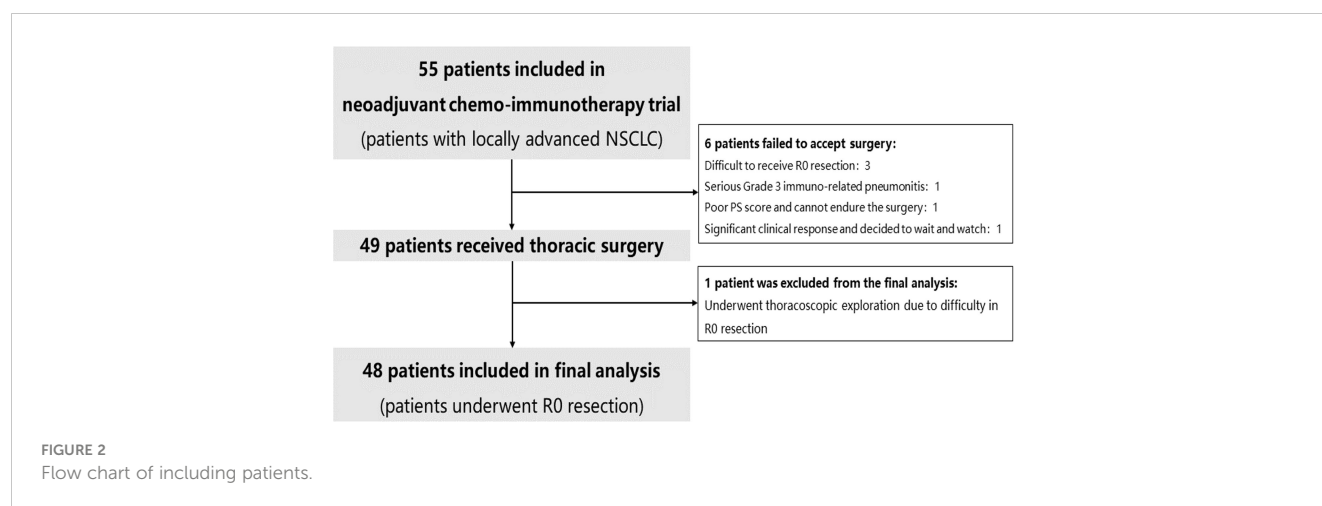 55 patients included in
neoadjuvant chemo-immunotherapy trial
(patients with locally advanced NSCLC)
6 patients failed to accept surgery:
Difficult to receive R0 resection: 3
Serious Grade 3 immuno-related pneumonitis: 1
Poor PS score and cannot endure the surgery: 1
Significant clinical response and decided to wait and watch: 1
49 patients received thoracic surgery
1 patient was excluded from the final analysis:
Underwent thoracoscopic exploration due to difficulty in
R0 resection
48 patients included in final analysis
(patients underwent R0 resection)
FIGURE 2
Flow chart of including patients.